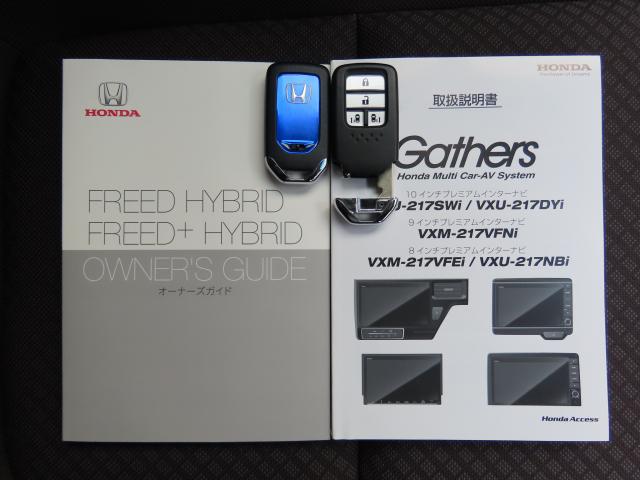 HONDA
FREED HYBRID
FREED+ HYBRID
OWNER'S GUIDE
オーナーズガイド
HONDA
The Power of Dreams
取扱説明書
Gathers
Honda Multi Car-AV System
10インチプレミアムインターナビ
-217SWi / VXU-217DYi
9インチプレミアムインターナビ
VXM-217VFNi
8インチプレミアムインターナビ
VXM-217VFEi / VXU-217NBi
Honda Access